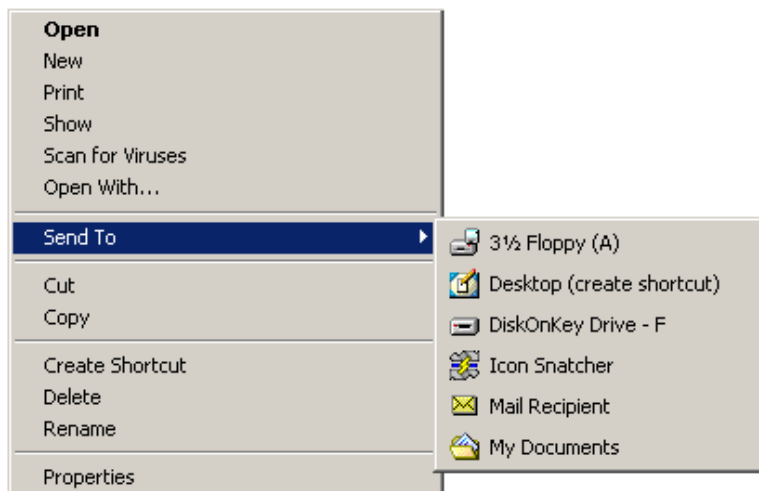 Open
New
Print
Show
Scan for Viruses
Open With...
Send To
3½ Floppy (A)
Desktop (create shortcut)
DiskOnKey Drive - F
Icon Snatcher
Mail Recipient
My Documents
Cut
Copy
Create Shortcut
Delete
Rename
Properties